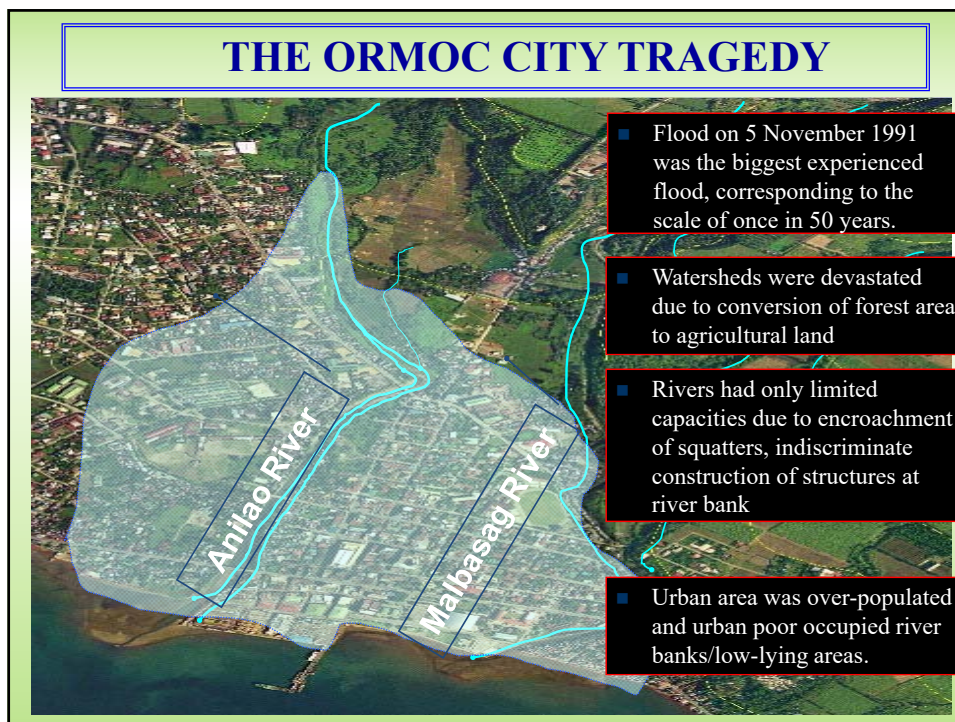 THE ORMOC CITY TRAGEDY
Flood on 5 November 1991
was the biggest experienced
flood, corresponding to the
scale of once in 50 years.
Watersheds were devastated
due to conversion of forest area
to agricultural land
Rivers had only limited
capacities due to encroachment
of squatters, indiscriminate
construction of structures at
river bank
Urban area was over-populated
and urban poor occupied river
banks/low-lying areas.
Anilao River
Malbasag River